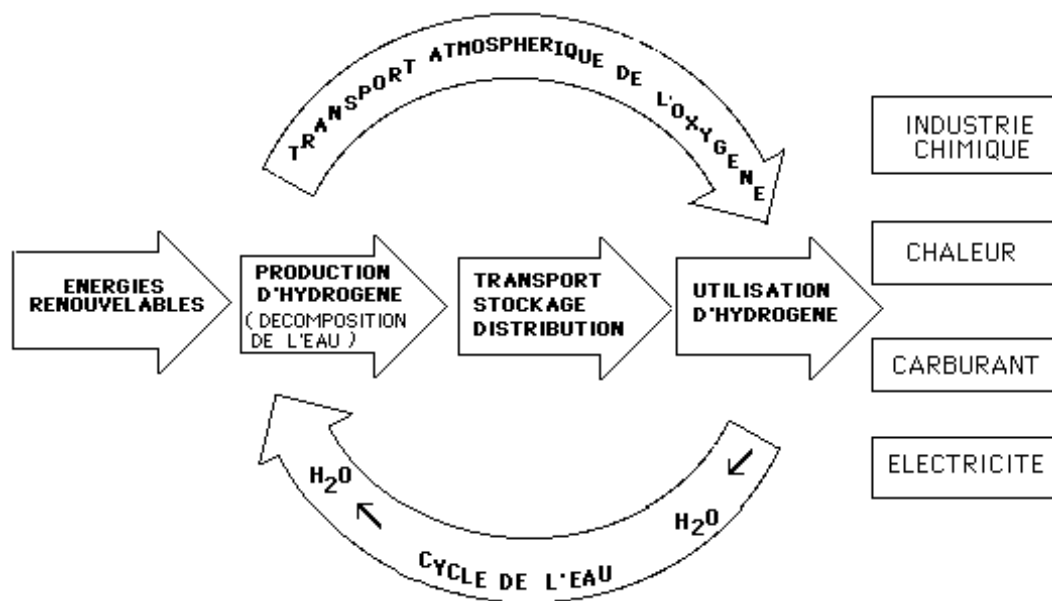 TRANSPORT ATMOSPHERIQUE DE L'OXYGENE
ENERGIES
RENOUVELABLES
PRODUCTION
D'HYDROGENE
( DECOMPOSITION
DE L'EAU )
TRANSPORT
STOCKAGE
DISTRIBUTION
UTILISATION
D'HYDROGENE
INDUSTRIE
CHIMIQUE
CHALEUR
CARBURANT
ELECTRICITE
H₂O
H₂O
CYCLE DE L'EAU